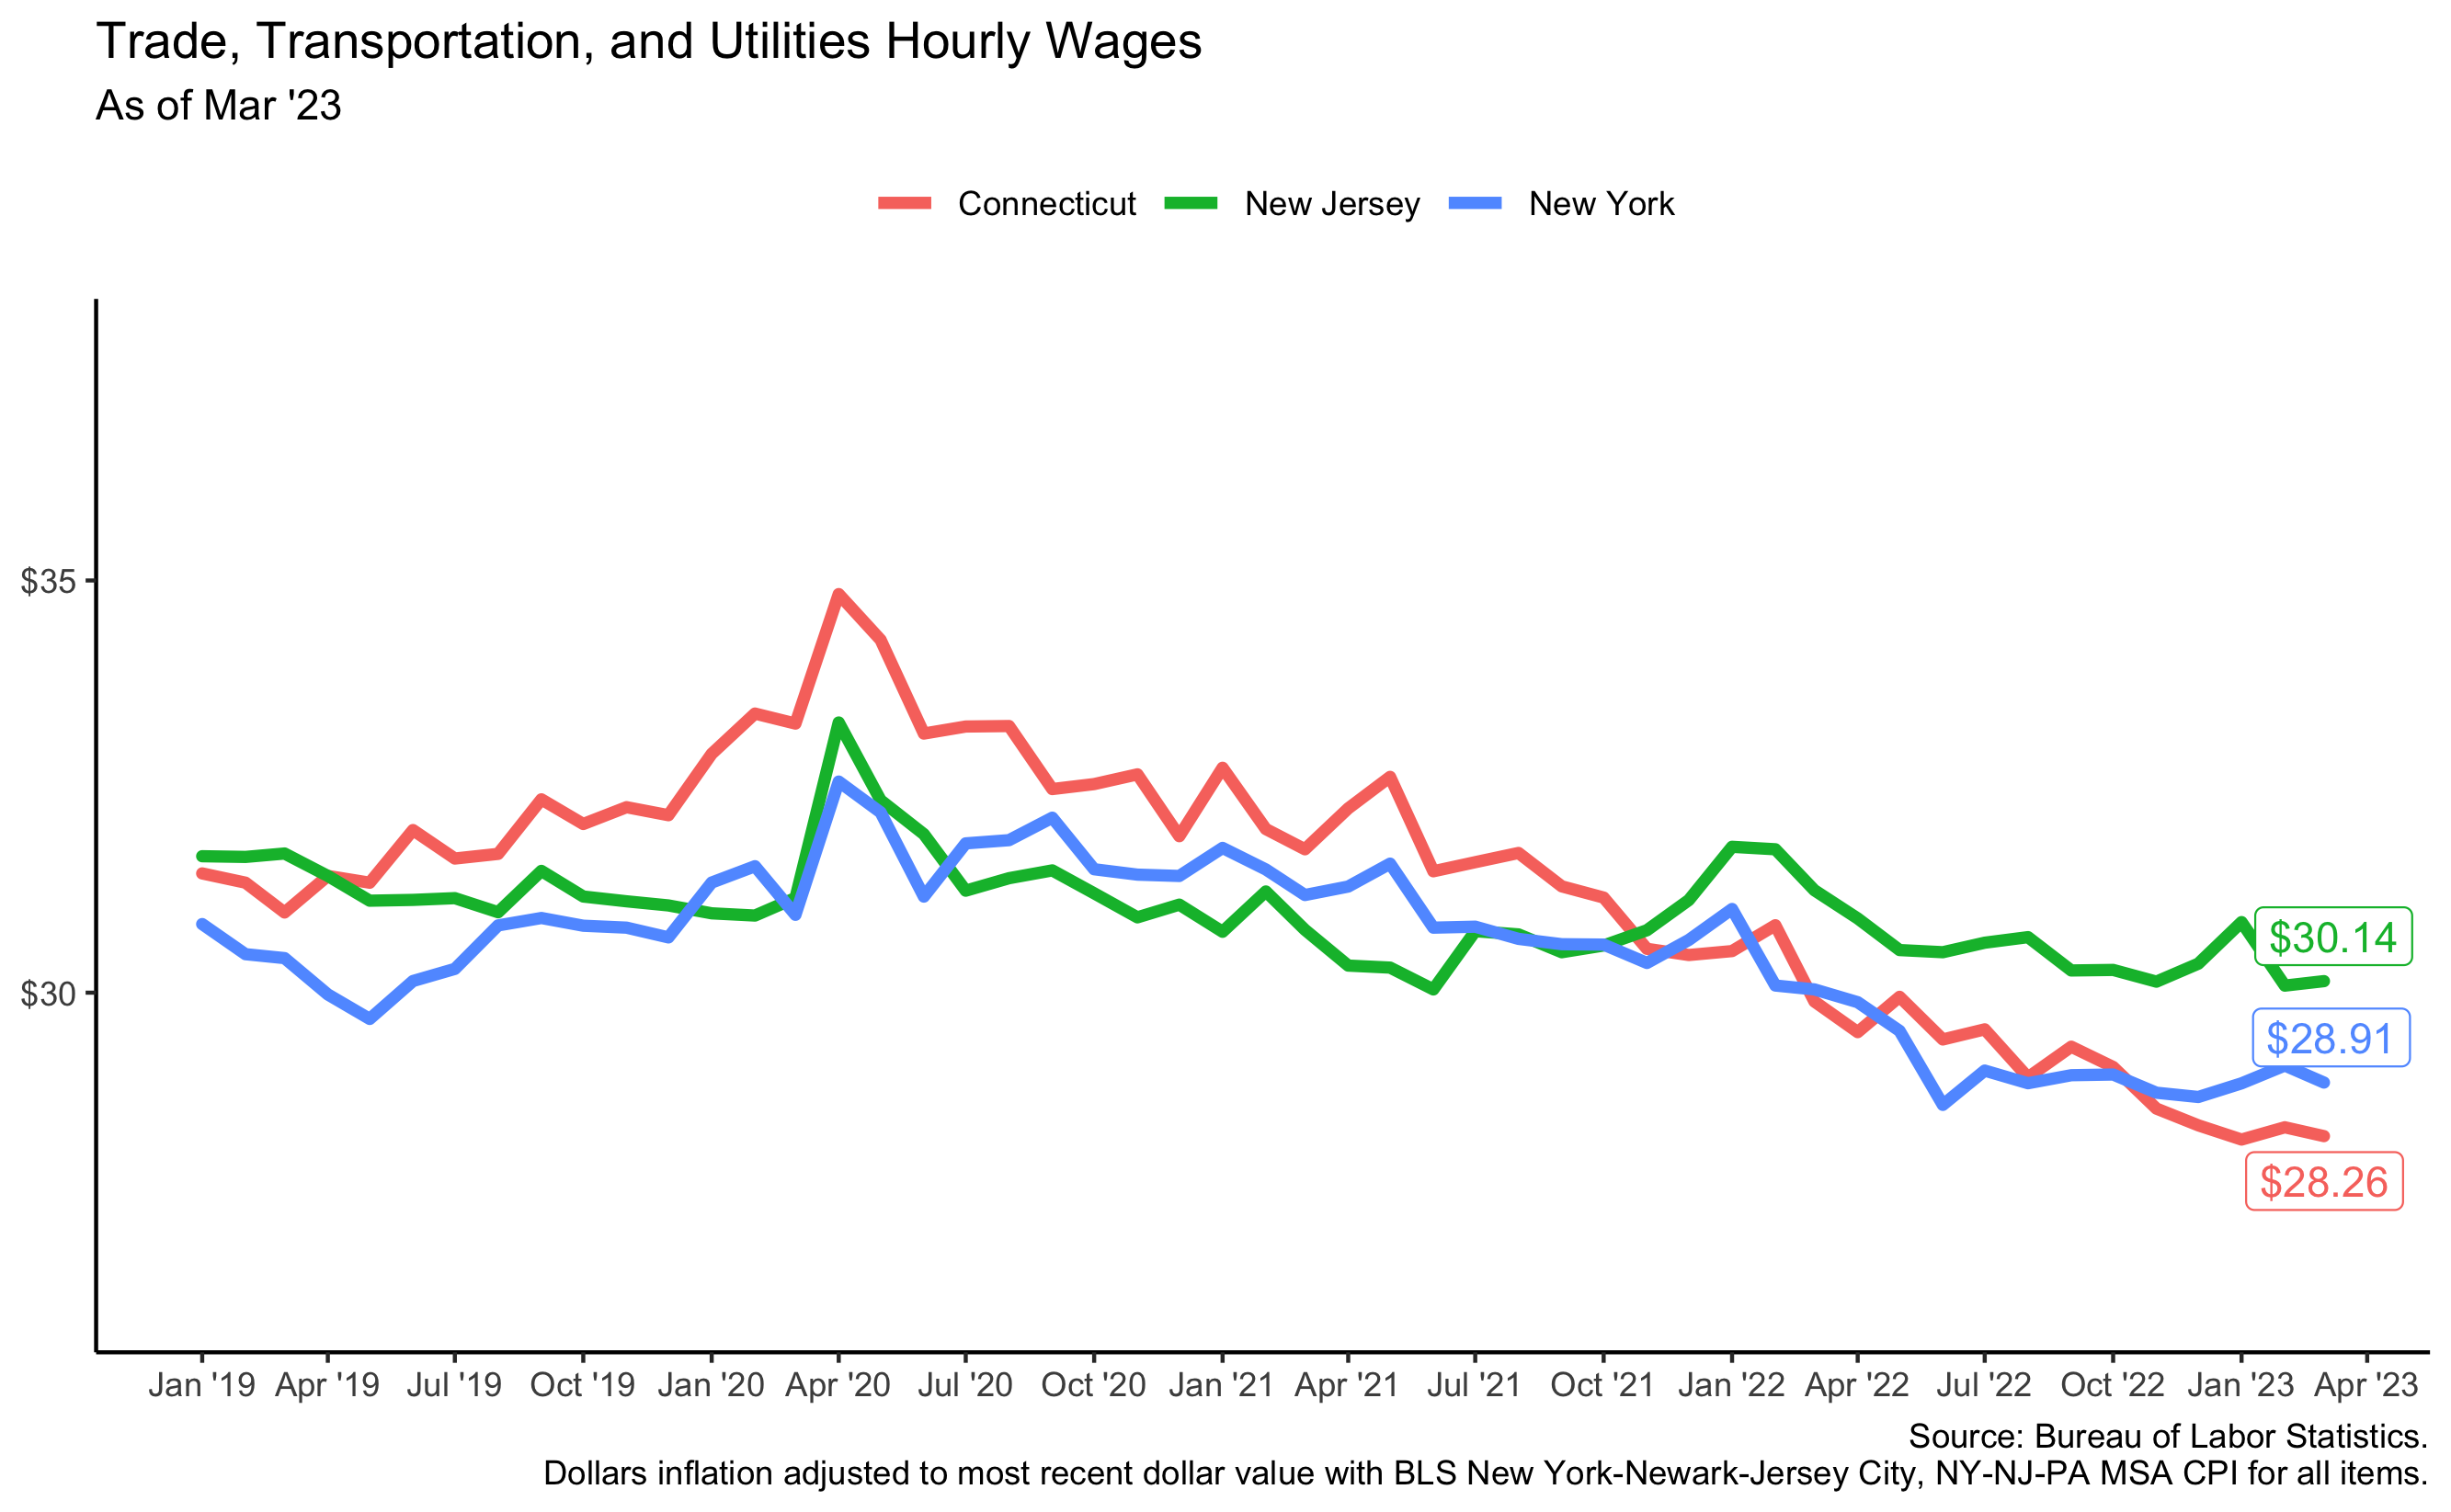 Trade, Transportation, and Utilities Hourly Wages
As of Mar '23
Connecticut New Jersey New York
$35
$30
$30.14
$28.91
$28.26
Jan '19 Apr '19 Jul '19 Oct '19 Jan '20 Apr '20 Jul '20 Oct '20 Jan '21 Apr '21 Jul '21 Oct '21 Jan '22 Apr '22 Jul '22 Oct '22 Jan '23 Apr '23
Source: Bureau of Labor Statistics.
Dollars inflation adjusted to most recent dollar value with BLS New York-Newark-Jersey City, NY-NJ-PA MSA CPI for all items.